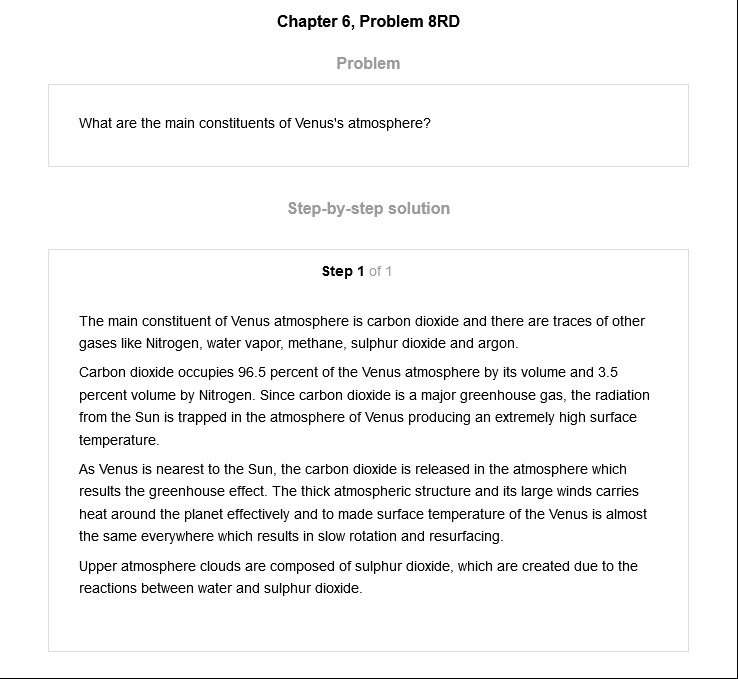 Chapter 6, Problem 8RD
Problem
What are the main constituents of Venus's atmosphere?
Step-by-step solution
Step 1 of 1
The main constituent of Venus atmosphere is carbon dioxide and there are traces of other
gases like Nitrogen, water vapor, methane, sulphur dioxide and argon.
Carbon dioxide occupies 96.5 percent of the Venus atmosphere by its volume and 3.5
percent volume by Nitrogen. Since carbon dioxide is a major greenhouse gas, the radiation
from the Sun is trapped in the atmosphere of Venus producing an extremely high surface
temperature.
As Venus is nearest to the Sun, the carbon dioxide is released in the atmosphere which
results the greenhouse effect. The thick atmospheric structure and its large winds carries
heat around the planet effectively and to made surface temperature of the Venus is almost
the same everywhere which results in slow rotation and resurfacing.
Upper atmosphere clouds are composed of sulphur dioxide, which are created due to the
reactions between water and sulphur dioxide.